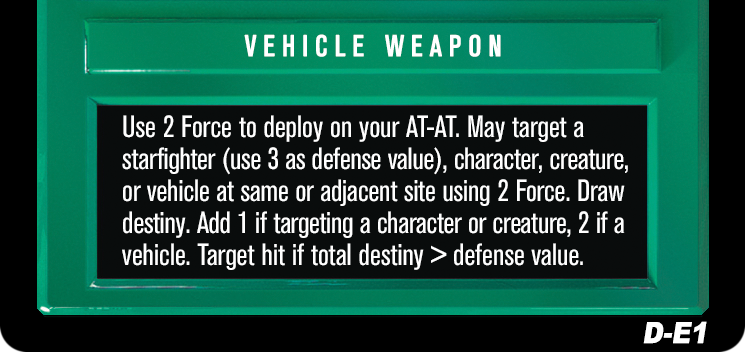 VEHICLE WEAPON
Use 2 Force to deploy on your AT-AT. May target a
starfighter (use 3 as defense value), character, creature,
or vehicle at same or adjacent site using 2 Force. Draw
destiny. Add 1 if targeting a character or creature, 2 if a
vehicle. Target hit if total destiny > defense value.
D-E1